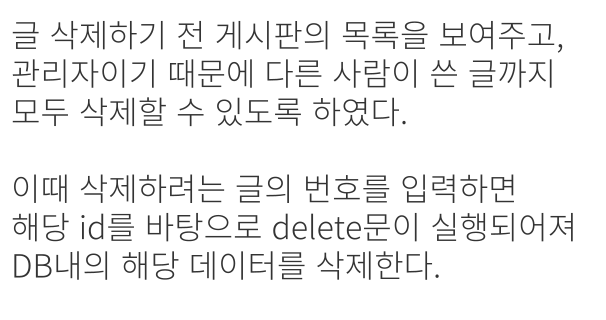 글 삭제하기 전 게시판의 목록을 보여주고,
관리자이기 때문에 다른 사람이 쓴 글까지
모두 삭제할 수 있도록 하였다.
이때 삭제하려는 글의 번호를 입력하면
해당 id를 바탕으로 delete문이 실행되어져
DB내의 해당 데이터를 삭제한다.